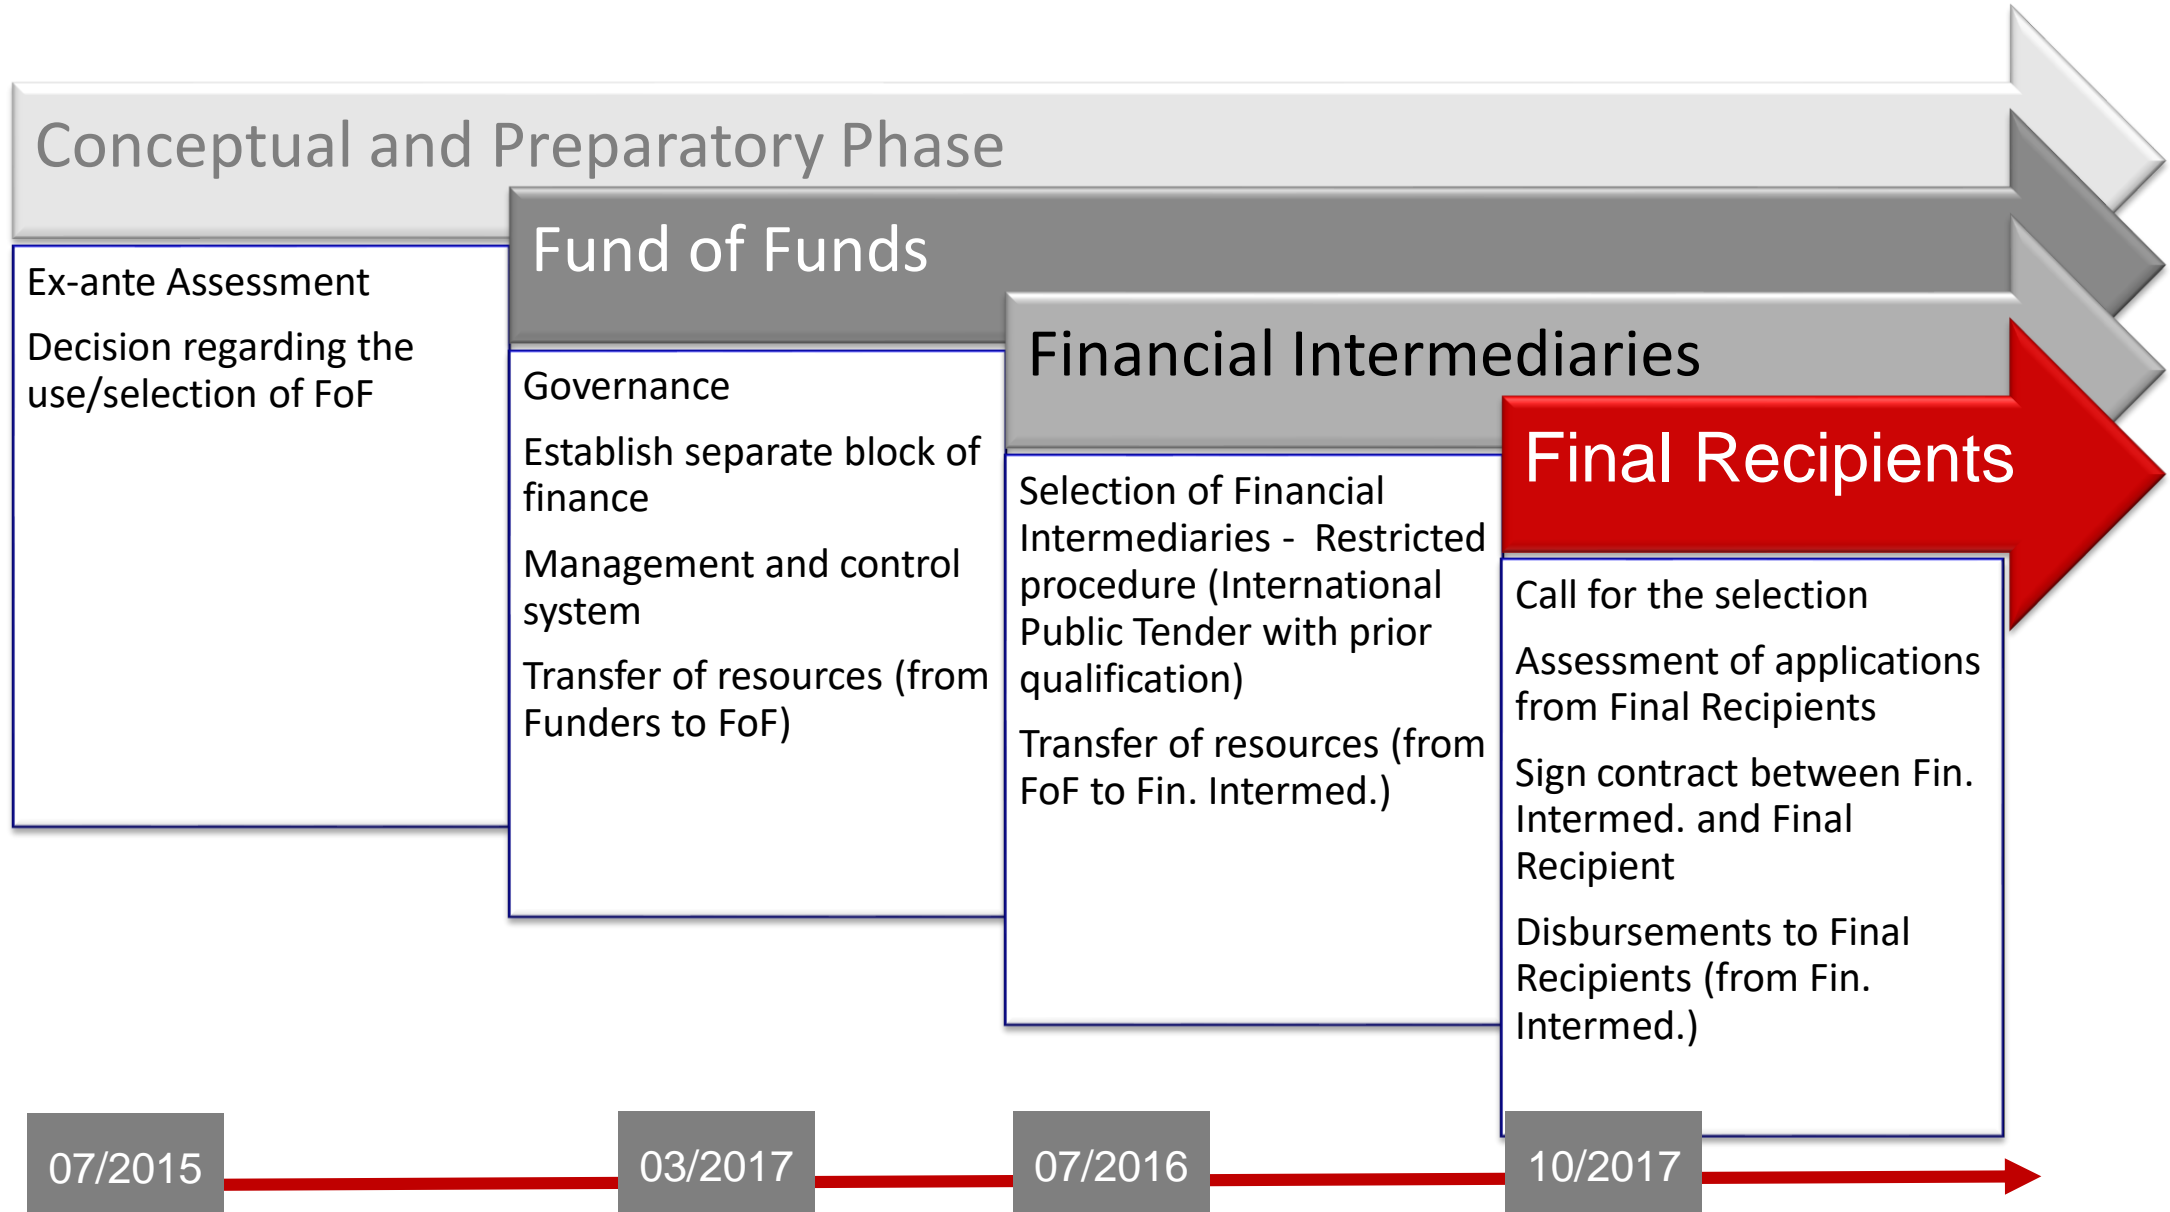 Conceptual and Preparatory Phase
Ex-ante Assessment
Decision regarding the
use/selection of FoF
Fund of Funds
Governance
Establish separate block of
finance
Management and control
system
Transfer of resources (from
Funders to FoF)
Financial Intermediaries
Selection of Financial
Intermediaries -  Restricted
procedure (International
Public Tender with prior
qualification)
Transfer of resources (from
FoF to Fin. Intermed.)
Final Recipients
Call for the selection
Assessment of applications
from Final Recipients
Sign contract between Fin.
Intermed. and Final
Recipient
Disbursements to Final
Recipients (from Fin.
Intermed.)
07/2015
03/2017
07/2016
10/2017